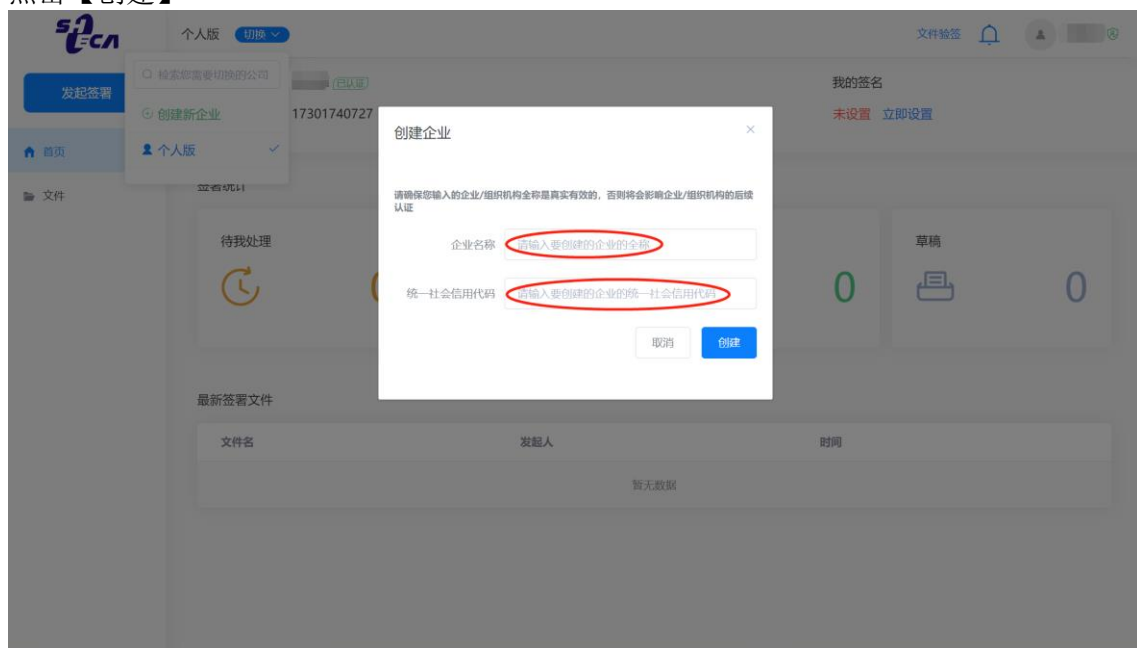 点击【创建】
SHECA
个人版 切换
文件验签
检索您需要切换的公司
创建新企业
个人版
发起签署
首页
文件
(已认证)
17301740727
我的签名
未设置 立即设置
签署统计
待我处理
0
0
草稿
0
创建企业
请确保您输入的企业/组织机构全称是真实有效的,否则将会影响企业/组织机构的后续
认证
企业名称 请输入要创建的企业的全称
统一社会信用代码 请输入要创建的企业的统一社会信用代码
取消 创建
最新签署文件
文件名 发起人 时间
暂无数据